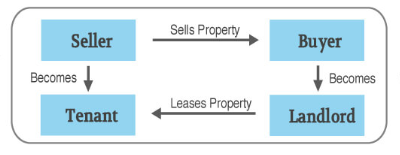 Seller
Sells Property
Buyer
Becomes
Becomes
Tenant
Leases Property
Landlord